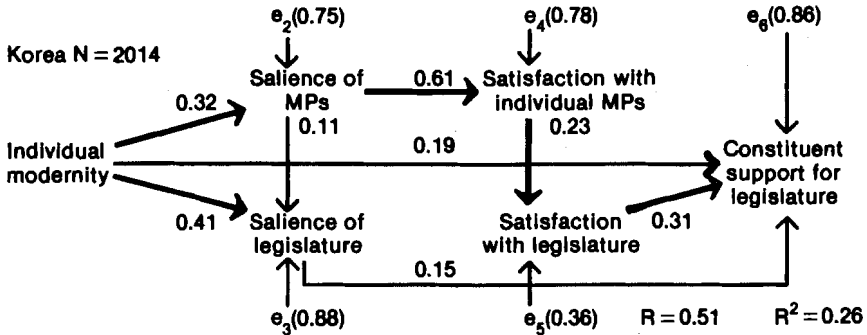 e2(0.75) e4(0.78) e6(0.86)
Korea N = 2014
Salience of
MPs
0.61
Satisfaction with
individual MPs
0.32
0.11
0.23
Individual
modernity
0.19
Constituent
support for
legislature
0.41
Salience of
legislature
Satisfaction
with legislature
0.31
0.15
e3(0.88) e5(0.36) R = 0.51 R² = 0.26